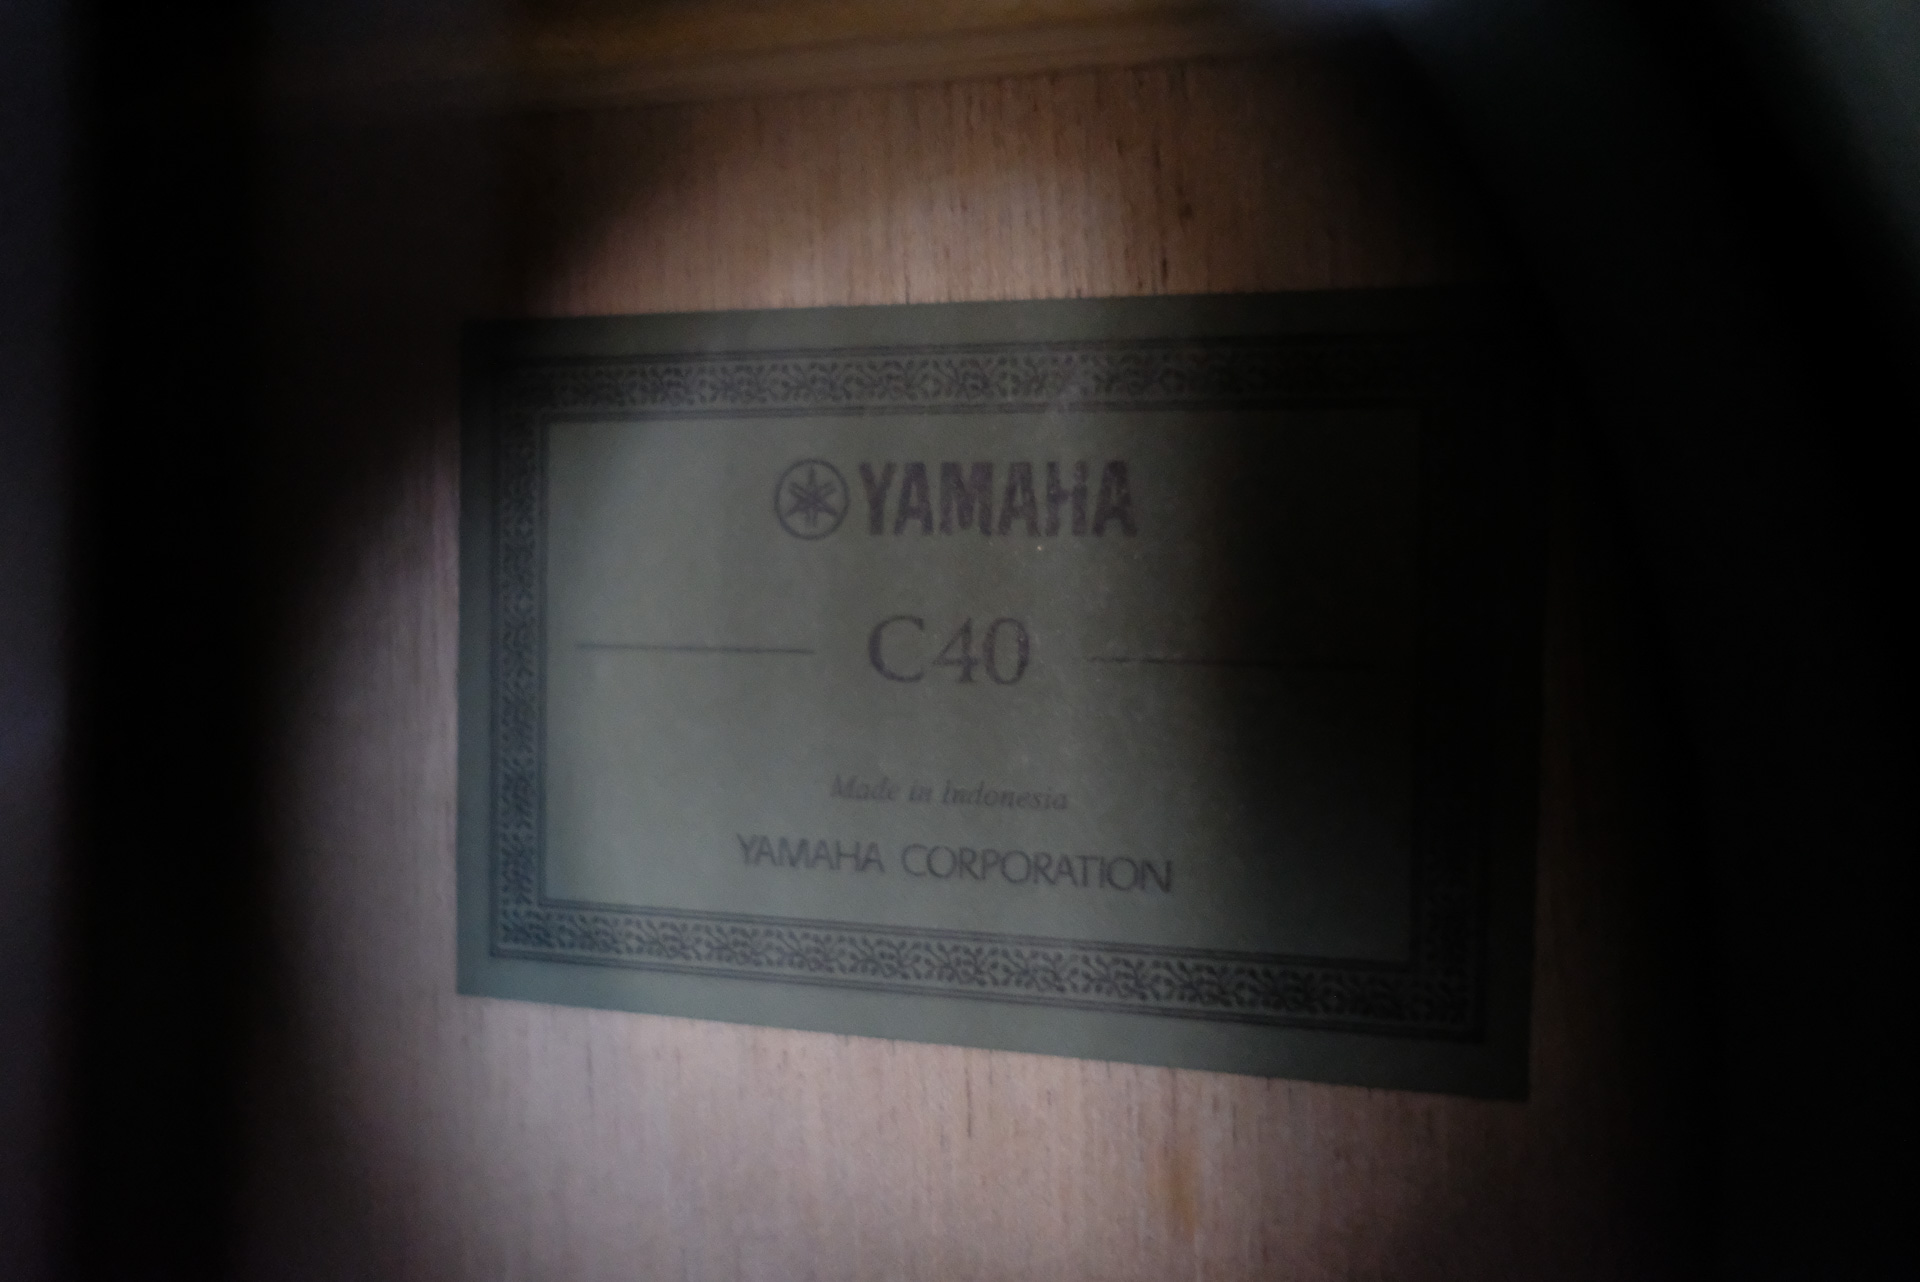 YAMAHA
C40
Made in Indonesia
YAMAHA CORPORATION